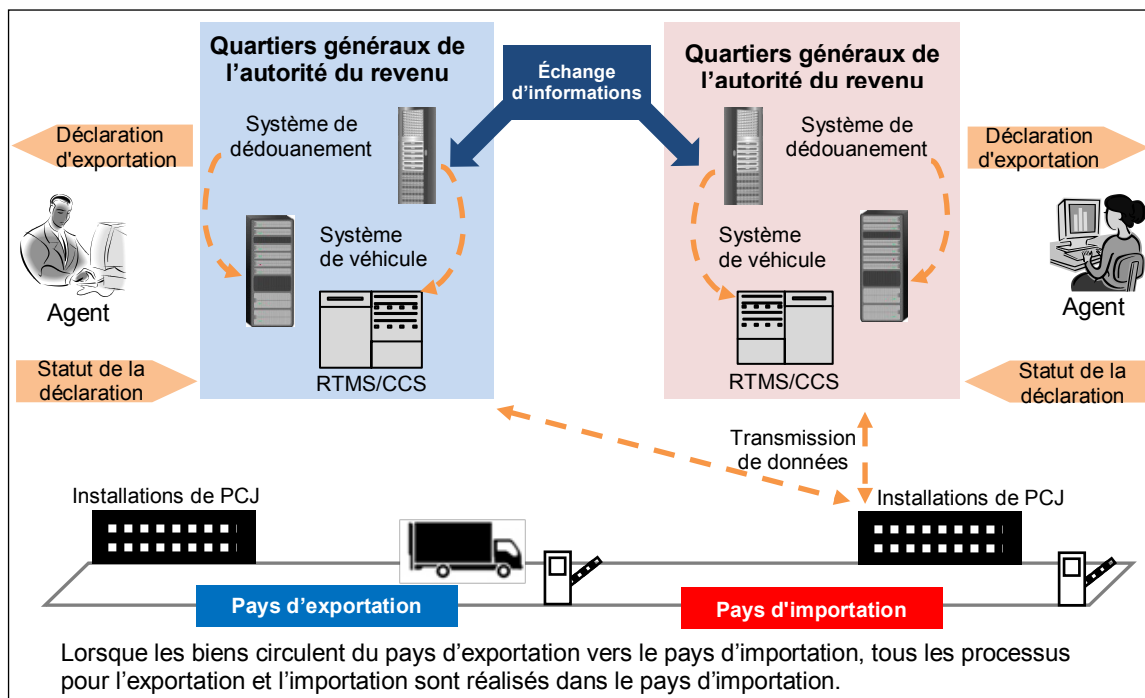 Quartiers généraux de
l'autorité du revenu
Échange
d'informations
Quartiers généraux de
l'autorité du revenu
Système de
dédouanement
Système de
dédouanement
Déclaration
d'exportation
Déclaration
d'exportation
Système
de véhicule
Système
de véhicule
Agent
Agent
Statut de la
déclaration
RTMS/CCS
RTMS/CCS
Statut de la
déclaration
Transmission
de données
Installations de PCJ
Installations de PCJ
Pays d'exportation
Pays d'importation
Lorsque les biens circulent du pays d'exportation vers le pays d'importation, tous les processus
pour l'exportation et l'importation sont réalisés dans le pays d'importation.